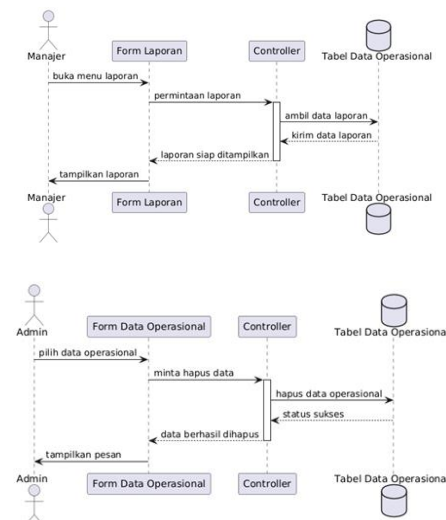 Manajer
Form Laporan
Controller
Tabel Data Operasional
buka menu laporan
permintaan laporan
ambil data laporan
kirim data laporan
laporan siap ditampilkan
tampilkan laporan
Manajer
Form Laporan
Controller
Tabel Data Operasional
Admin
Form Data Operasional
Controller
Tabel Data Operasiona
pilih data operasional
minta hapus data
hapus data operasional
status sukses
data berhasil dihapus
tampilkan pesan
Admin
Form Data Operasional
Controller
Tabel Data Operasiona